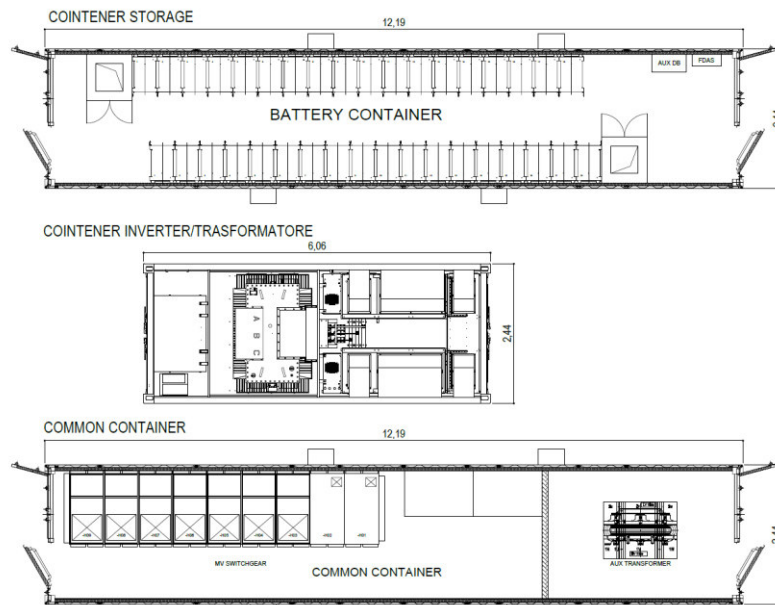 COINTENER STORAGE
12,19
AUX DB
FDAS
BATTERY CONTAINER
COINTENER INVERTER/TRASFORMATORE
6,06
A B C
2,44
COMMON CONTAINER
12,19
MV SWITCHGEAR
COMMON CONTAINER
AUX TRANSFORMER